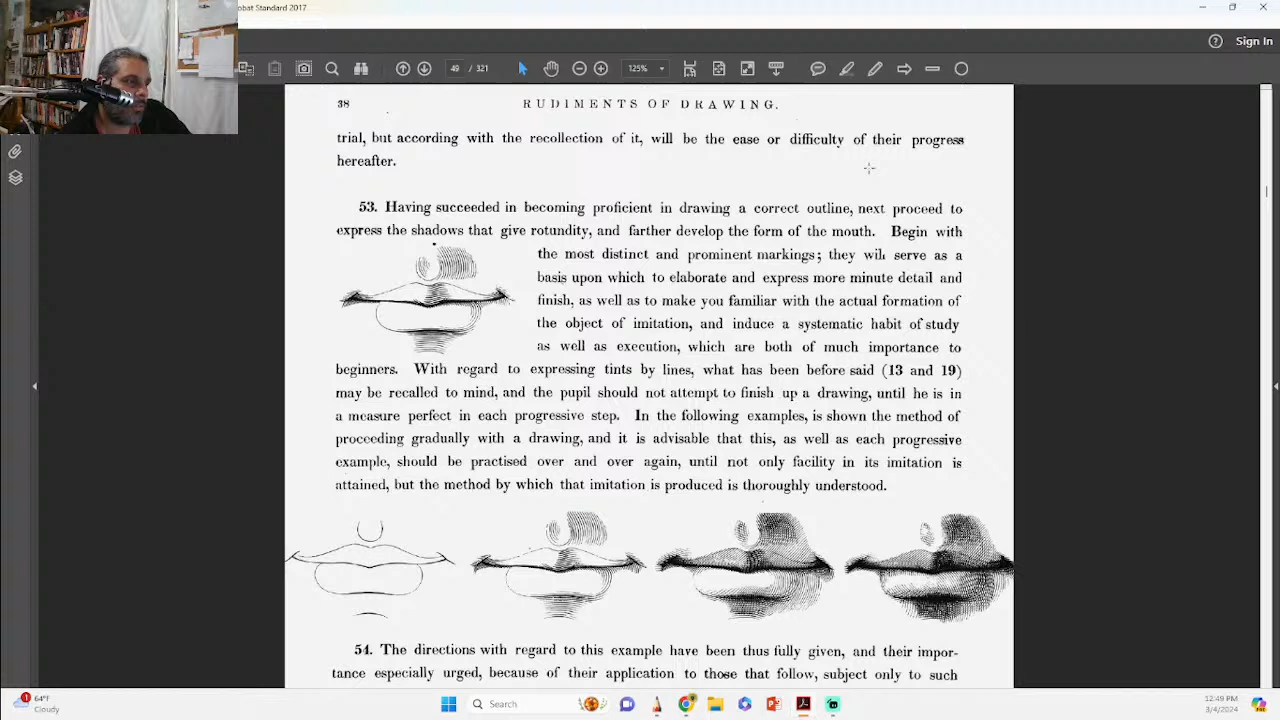 obat Standard 2017
Sign In
49 / 321
125%
38 RUDIMENTS OF DRAWING.
trial, but according with the recollection of it, will be the ease or difficulty of their progress
hereafter.
53. Having succeeded in becoming proficient in drawing a correct outline, next proceed to
express the shadows that give rotundity, and farther develop the form of the mouth. Begin with
the most distinct and prominent markings; they will serve as a
basis upon which to elaborate and express more minute detail and
finish, as well as to make you familiar with the actual formation of
the object of imitation, and induce a systematic habit of study
as well as execution, which are both of much importance to
beginners. With regard to expressing tints by lines, what has been before said (13 and 19)
may be recalled to mind, and the pupil should not attempt to finish up a drawing, until he is in
a measure perfect in each progressive step. In the following examples, is shown the method of
proceeding gradually with a drawing, and it is advisable that this, as well as each progressive
example, should be practised over and over again, until not only facility in its imitation is
attained, but the method by which that imitation is produced is thoroughly understood.
54. The directions with regard to this example have been thus fully given, and their impor-
tance especially urged, because of their application to those that follow, subject only to such
1
64°F
Cloudy
Search
12:49 PM
3/4/2024